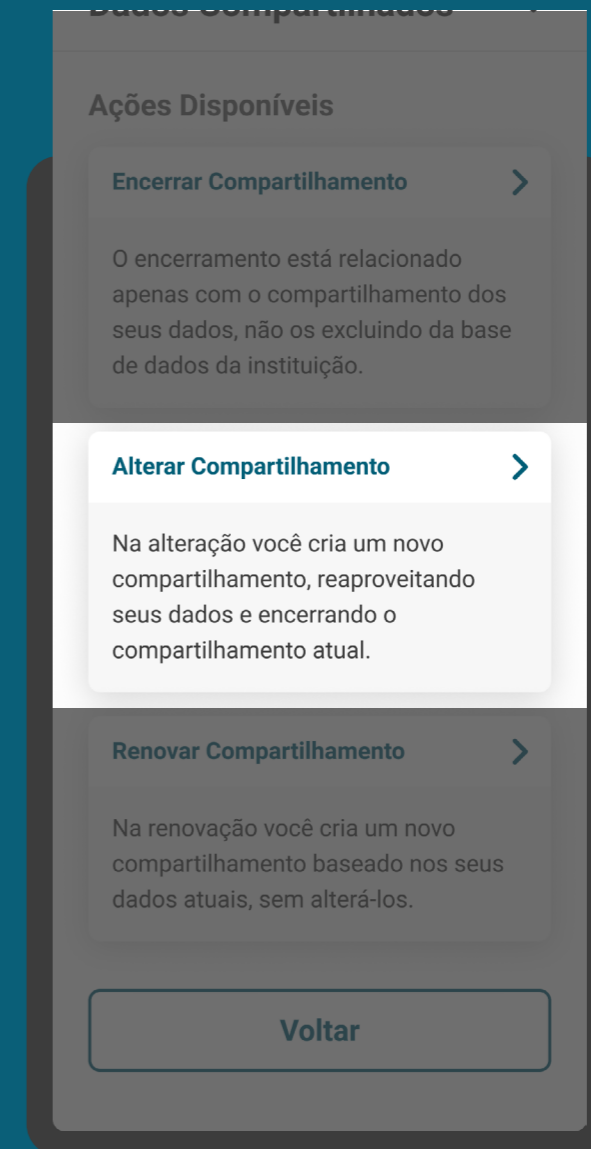 Dados Compartilhados
Ações Disponíveis
Encerrar Compartilhamento
O encerramento está relacionado
apenas com o compartilhamento dos
seus dados, não os excluindo da base
de dados da instituição.
Alterar Compartilhamento
Na alteração você cria um novo
compartilhamento, reaproveitando
seus dados e encerrando o
compartilhamento atual.
Renovar Compartilhamento
Na renovação você cria um novo
compartilhamento baseado nos seus
dados atuais, sem alterá-los.
Voltar